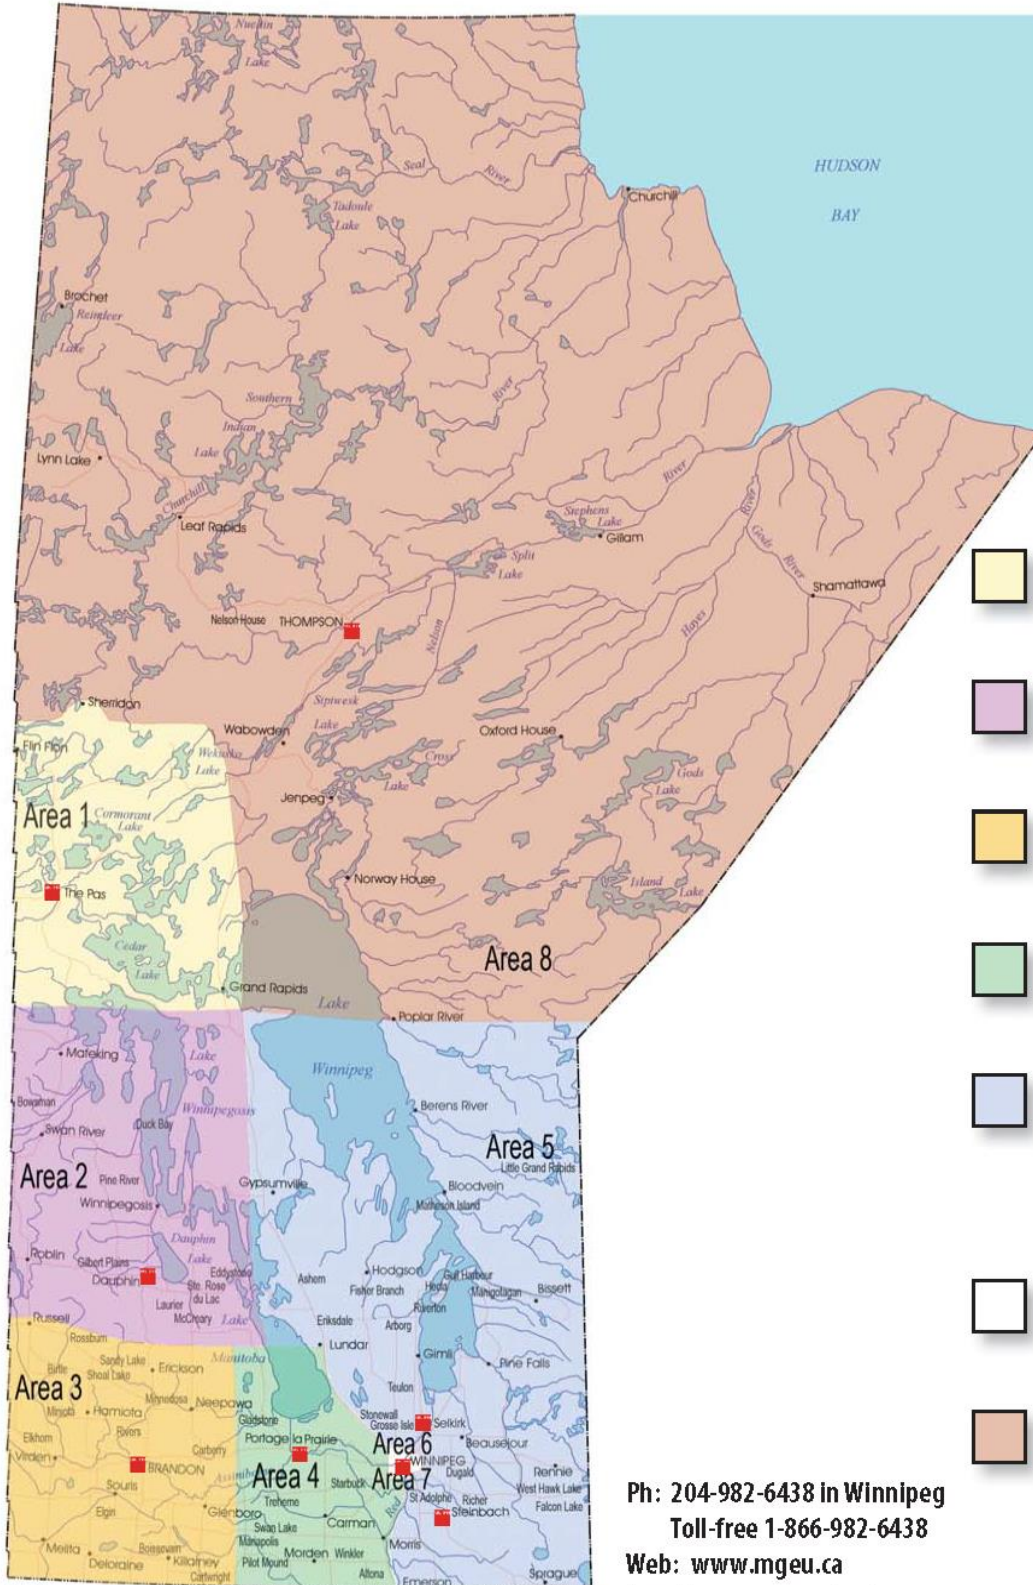 Nueltin
Lake
Seal
River
HUDSON
BAY
Churchill
Tadoule
Lake
Brochet
Reindeer
Lake
Southern
Indian
Lake
River
Lynn Lake
Churchill
Leaf Rapids
River
River
Stephens
Lake
Gillam
Gods
River
Split
Lake
Shamattawa
Nelson House
THOMPSON
Nelson
Hayes
Sipiwesk
Lake
Sherridon
Wabowden
Oxford House
Flin Flon
Wekusko
Lake
Cross
Lake
Gods
Lake
Jenpeg
Area 1
Cormorant
Lake
Norway House
Island
Lake
The Pas
Cedar
Lake
Area 8
Grand Rapids
Lake
Poplar River
Mafeking
Lake
Winnipeg
Bowsman
Winnipegosis
Berens River
Swan River
Duck Bay
Area 5
Little Grand Rapids
Area 2
Pine River
Gypsumville
Bloodvein
Winnipegosis
Matheson Island
Dauphin
Lake
Roblin
Gilbert Plains
Dauphin
Eddystone
Ste. Rose
du Lac
Ashern
Hodgson
Fisher Branch
Gull Harbour
Hecla
Manigotagan
Bissett
Laurier
McCreary
Lake
Riverton
Russell
Eriksdale
Arborg
Rossburn
Lundar
Manitoba
Gimli
Pine Falls
Sandy Lake
Birtle
Shoal Lake
Erickson
Area 3
Teulon
Minnedosa
Neepawa
Miniota
Hamiota
Gladstone
Stonewall
Grosse Isle
Selkirk
Rivers
Elkhorn
Portage la Prairie
Area 6
Beausejour
Virden
Carberry
WINNIPEG
BRANDON
Area 4
Area 7
Dugald
Rennie
Souris
Starbuck
West Hawk Lake
Treherne
St Adolphe
Richer
Falcon Lake
Elgin
Glenboro
Carman
Red
Steinbach
Swan Lake
Manapolis
Morris
Melita
Boissevain
Pilot Mound
Morden
Winkler
Deloraine
Killarney
Cartwright
Altona
Emerson
Sprague
Ph: 204-982-6438 in Winnipeg
Toll-free 1-866-982-6438
Web: www.mgeu.ca